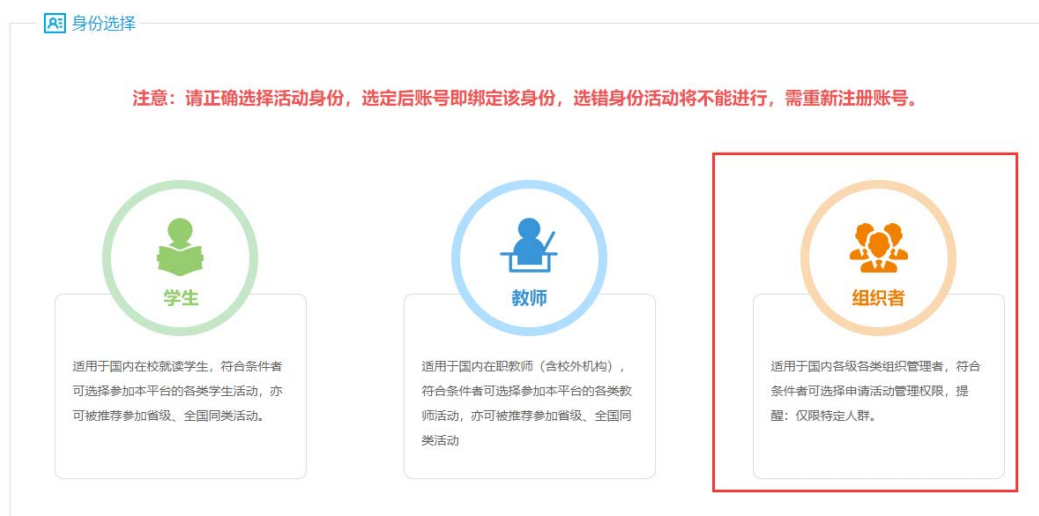 身份选择
注意：请正确选择活动身份，选定后账号即绑定该身份，选错身份活动将不能进行，需重新注册账号。
学生
适用于国内在校就读学生，符合条件者
可选择参加本平台的各类学生活动，亦
可被推荐参加省级、全国同类活动。
教师
适用于国内在职教师（含校外机构），
符合条件者可选择参加本平台的各类教
师活动，亦可被推荐参加省级、全国同
类活动
组织者
适用于国内各级各类组织管理者，符合
条件者可选择申请活动管理权限，提
醒：仅限特定人群。